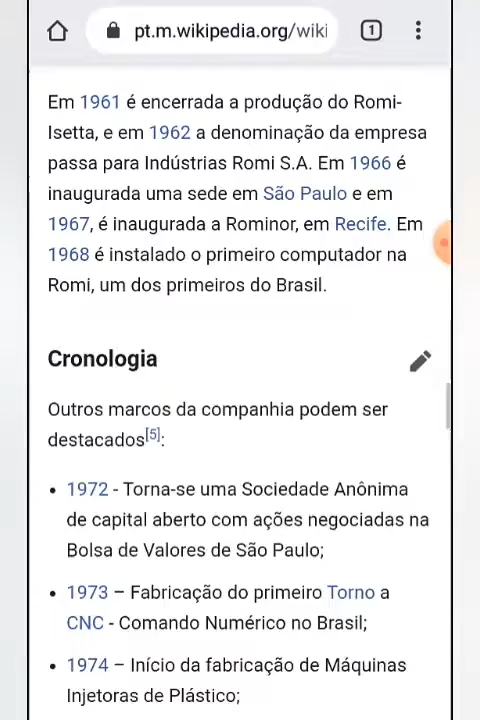 pt.m.wikipedia.org/wiki
1
Em 1961 é encerrada a produção do Romi-
Isetta, e em 1962 a denominação da empresa
passa para Indústrias Romi S.A. Em 1966 é
inaugurada uma sede em São Paulo e em
1967, é inaugurada a Rominor, em Recife. Em
1968 é instalado o primeiro computador na
Romi, um dos primeiros do Brasil.
Cronologia
Outros marcos da companhia podem ser
destacados[5]:
• 1972 - Torna-se uma Sociedade Anônima
de capital aberto com ações negociadas na
Bolsa de Valores de São Paulo;
• 1973 – Fabricação do primeiro Torno a
CNC - Comando Numérico no Brasil;
• 1974 – Início da fabricação de Máquinas
Injetoras de Plástico;